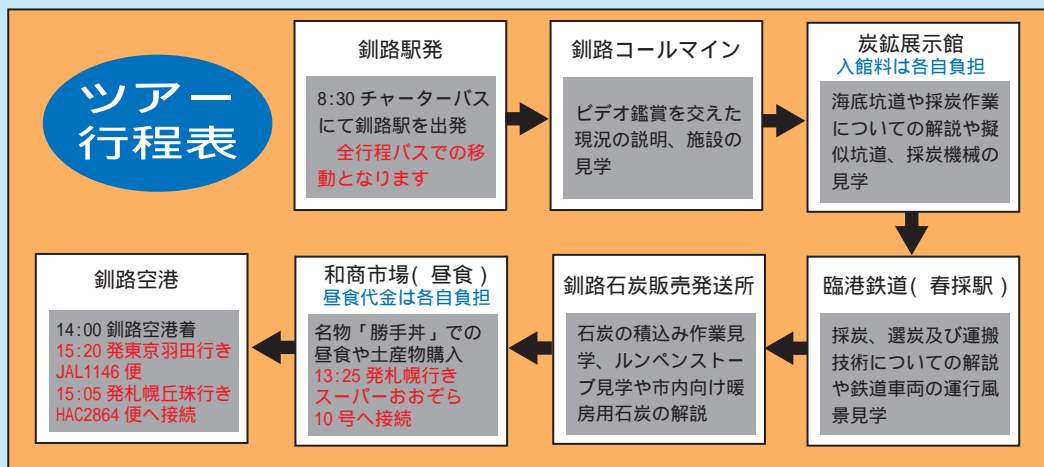 ツアー
行程表
釧路駅発
8:30 チャーターバス
にて釧路駅を出発
全行程バスでの移
動となります
釧路コールマイン
ビデオ鑑賞を交えた
現況の説明、施設の
見学
炭鉱展示館
入館料は各自負担
海底坑道や採炭作業
についての解説や擬
似坑道、採炭機械の
見学
臨港鉄道( 春採駅 )
採炭、選炭及び運搬
技術についての解説
や鉄道車両の運行風
景見学
釧路石炭販売発送所
石炭の積込み作業見
学、ルンペンストー
ブ見学や市内向け暖
房用石炭の解説
和商市場( 昼食 )
昼食代金は各自負担
名物「勝手丼」での
昼食や土産物購入
13:25 発札幌行き
スーパーおおぞら
10 号へ接続
釧路空港
14:00 釧路空港着
15:20 発東京羽田行き
JAL1146 便
15:05 発札幌丘珠行き
HAC2864 便へ接続